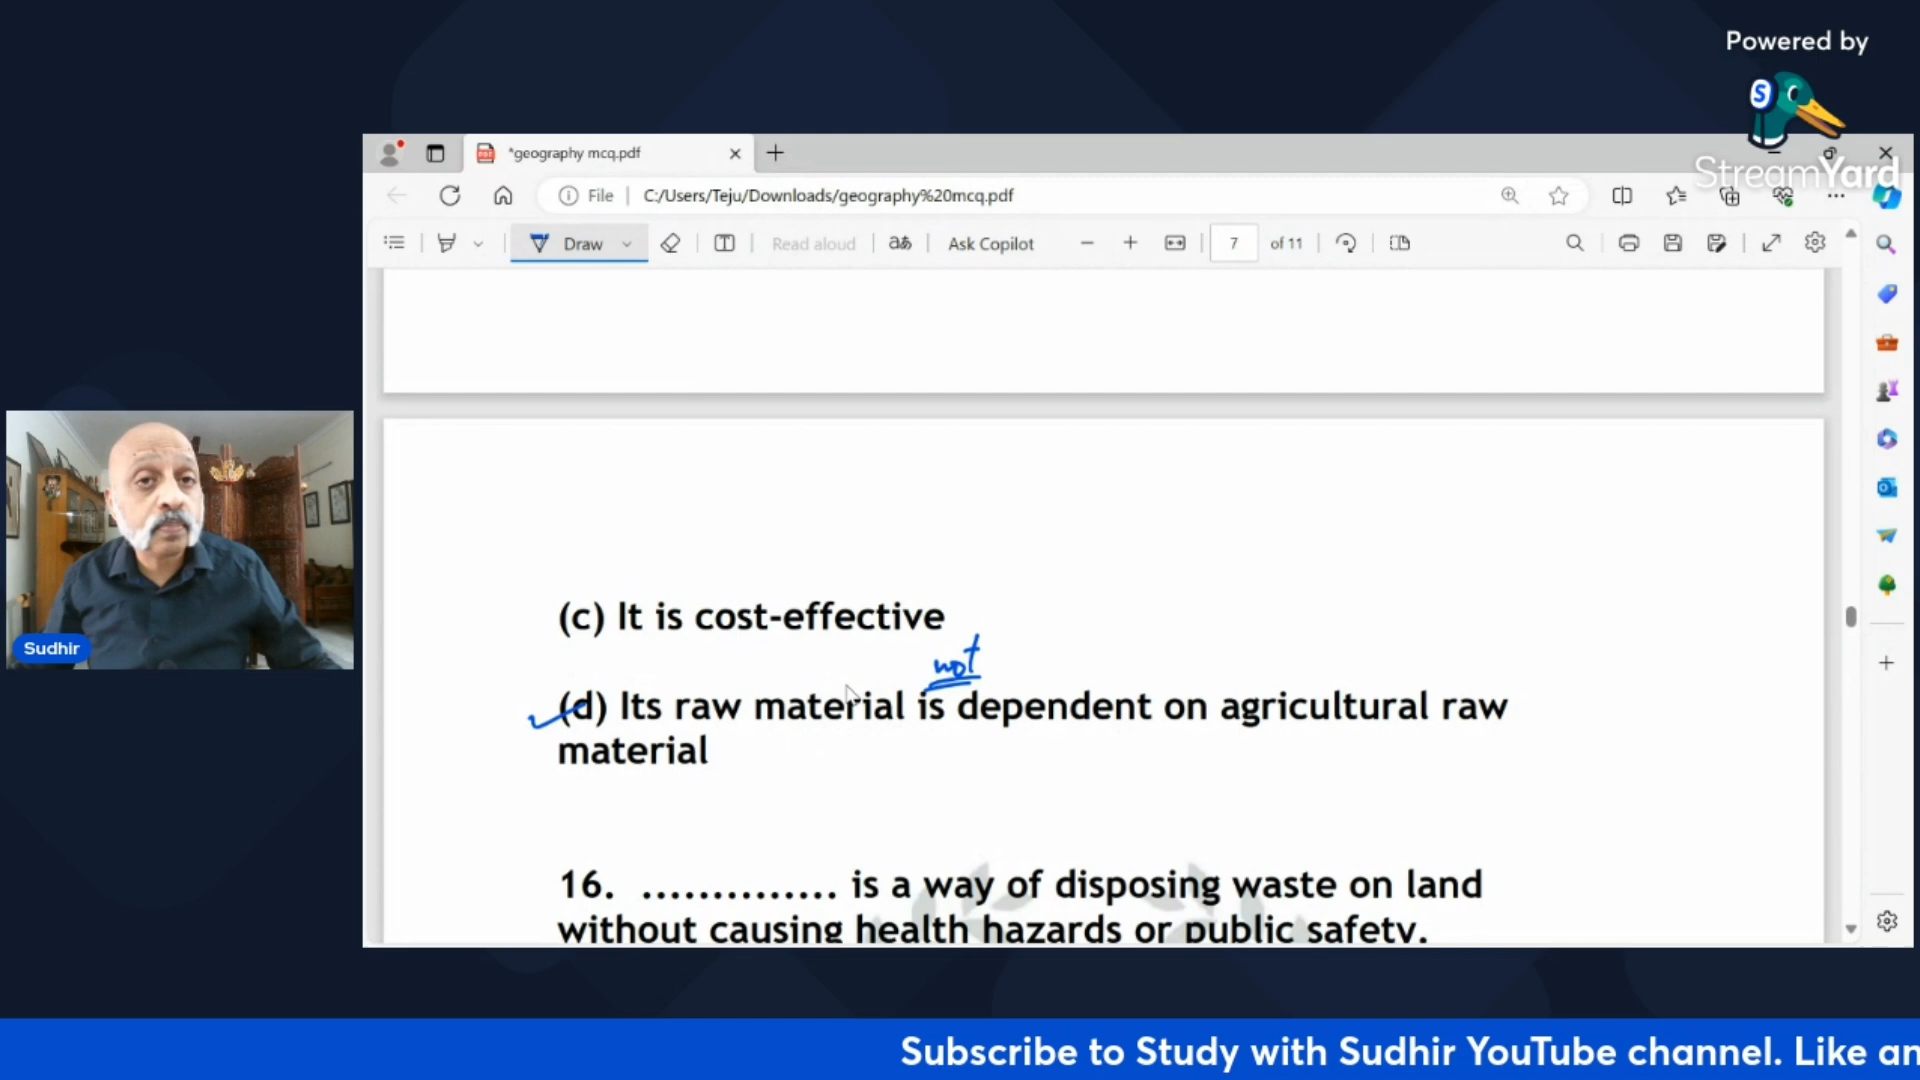 Powered by
StreamYard
*geography mcq.pdf
File
C:/Users/Teju/Downloads/geography%20mcq.pdf
Draw
Read aloud
aあ
Ask Copilot
7
of 11
(c) It is cost-effective
not
(d) Its raw material is dependent on agricultural raw
material
16. .............. is a way of disposing waste on land
without causing health hazards or public safety.
Sudhir
Subscribe to Study with Sudhir YouTube channel. Like an